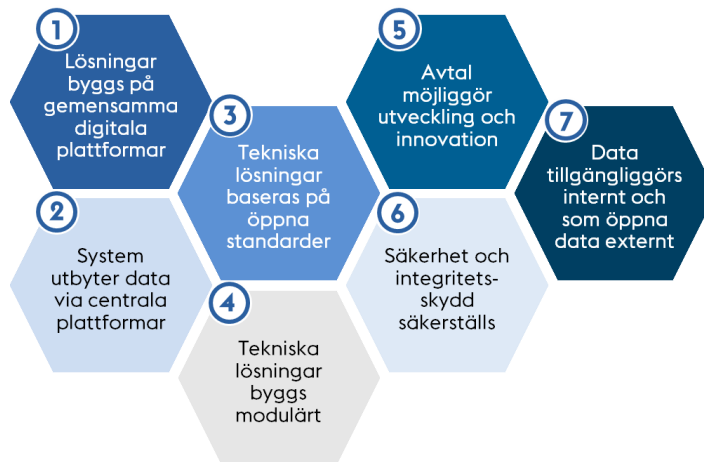 1
Lösningar
byggs på
gemensamma
digitala
plattformar
2
System
utbyter data
via centrala
plattformar
3
Tekniska
lösningar
baseras på
öppna
standarder
4
Tekniska
lösningar
byggs
modulärt
5
Avtal
möjliggör
utveckling och
innovation
6
Säkerhet och
integritets-
skydd
säkerställs
7
Data
tillgängliggörs
internt och
som öppna
data externt